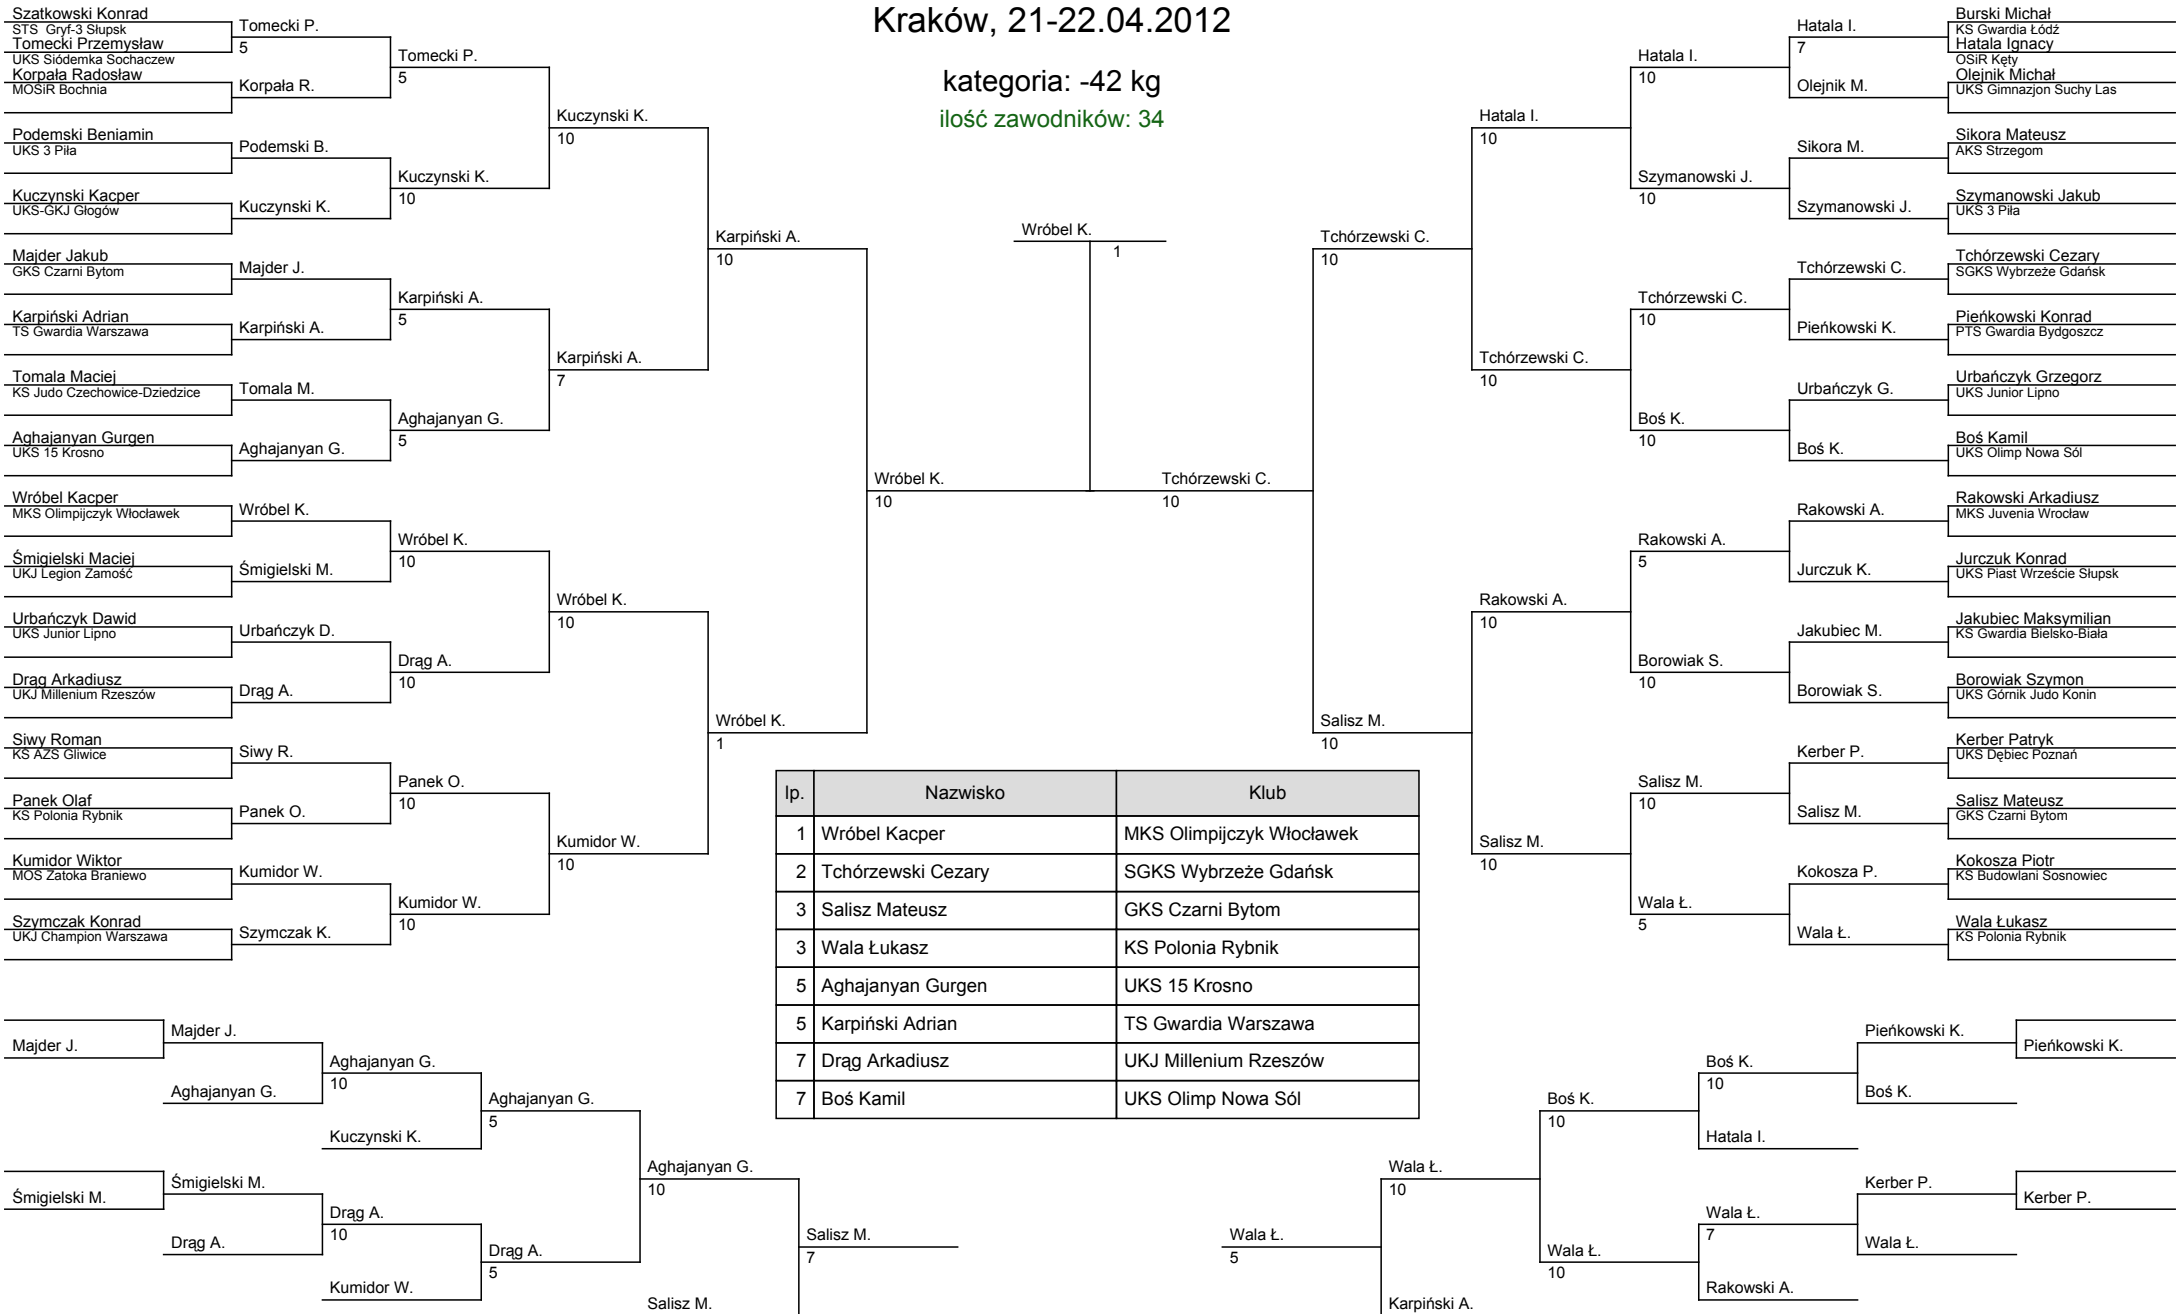 Kraków, 21-22.04.2012
kategoria: -42 kg
ilość zawodników: 34
Szatkowski Konrad
STS Gryf-3 Słupsk
Tomecki Przemysław
UKS Siódemka Sochaczew
Korpała Radosław
MOSiR Bochnia
Podemski Beniamin
UKS 3 Piła
Kuczynski Kacper
UKS-GKJ Głogów
Majder Jakub
GKS Czarni Bytom
Karpiński Adrian
TS Gwardia Warszawa
Tomala Maciej
KS Judo Czechowice-Dziedzice
Aghajanyan Gurgen
UKS 15 Krosno
Wróbel Kacper
MKS Olimpijczyk Włocławek
Śmigielski Maciej
UKJ Legion Zamość
Urbańczyk Dawid
UKS Junior Lipno
Drąg Arkadiusz
UKJ Millenium Rzeszów
Siwy Roman
KS AZS Gliwice
Panek Olaf
KS Polonia Rybnik
Kumidor Wiktor
MOS Zatoka Braniewo
Szymczak Konrad
UKJ Champion Warszawa
Tomecki P.
5
Korpała R.
Podemski B.
Kuczynski K.
Majder J.
Karpiński A.
Tomala M.
Aghajanyan G.
Wróbel K.
Śmigielski M.
Urbańczyk D.
Drąg A.
Siwy R.
Panek O.
Kumidor W.
Szymczak K.
Tomecki P.
5
Kuczynski K.
10
Karpiński A.
5
Aghajanyan G.
5
Wróbel K.
10
Drąg A.
10
Panek O.
10
Kumidor W.
10
Kuczynski K.
10
Karpiński A.
7
Wróbel K.
10
Kumidor W.
10
Karpiński A.
10
Wróbel K.
1
Wróbel K.
10
Wróbel K.
1
Tchórzewski C.
10
Tchórzewski C.
10
Salisz M.
10
Hatala I.
10
Tchórzewski C.
10
Rakowski A.
10
Salisz M.
10
Hatala I.
10
Szymanowski J.
10
Tchórzewski C.
10
Boś K.
10
Rakowski A.
5
Borowiak S.
10
Salisz M.
10
Wala Ł.
5
Hatala I.
7
Olejnik M.
Sikora M.
Szymanowski J.
Tchórzewski C.
Pieńkowski K.
Urbańczyk G.
Boś K.
Rakowski A.
Jurczuk K.
Jakubiec M.
Borowiak S.
Kerber P.
Salisz M.
Kokosza P.
Wala Ł.
Burski Michał
KS Gwardia Łódź
Hatala Ignacy
OSiR Kęty
Olejnik Michał
UKS Gimnazjon Suchy Las
Sikora Mateusz
AKS Strzegom
Szymanowski Jakub
UKS 3 Piła
Tchórzewski Cezary
SGKS Wybrzeże Gdańsk
Pieńkowski Konrad
PTS Gwardia Bydgoszcz
Urbańczyk Grzegorz
UKS Junior Lipno
Boś Kamil
UKS Olimp Nowa Sól
Rakowski Arkadiusz
MKS Juvenia Wrocław
Jurczuk Konrad
UKS Piast Wrzeście Słupsk
Jakubiec Maksymilian
KS Gwardia Bielsko-Biała
Borowiak Szymon
UKS Górnik Judo Konin
Kerber Patryk
UKS Dębiec Poznań
Salisz Mateusz
GKS Czarni Bytom
Kokosza Piotr
KS Budowlani Sosnowiec
Wala Łukasz
KS Polonia Rybnik
lp. Nazwisko Klub
1 Wróbel Kacper MKS Olimpijczyk Włocławek
2 Tchórzewski Cezary SGKS Wybrzeże Gdańsk
3 Salisz Mateusz GKS Czarni Bytom
3 Wala Łukasz KS Polonia Rybnik
5 Aghajanyan Gurgen UKS 15 Krosno
5 Karpiński Adrian TS Gwardia Warszawa
7 Drąg Arkadiusz UKJ Millenium Rzeszów
7 Boś Kamil UKS Olimp Nowa Sól
Majder J.
Śmigielski M.
Majder J.
Aghajanyan G.
Śmigielski M.
Drąg A.
Aghajanyan G.
10
Kuczynski K.
Drąg A.
10
Kumidor W.
Aghajanyan G.
5
Drąg A.
5
Aghajanyan G.
10
Salisz M.
Salisz M.
7
Wala Ł.
5
Wala Ł.
10
Karpiński A.
Boś K.
10
Wala Ł.
10
Boś K.
10
Hatala I.
Wala Ł.
7
Rakowski A.
Pieńkowski K.
Boś K.
Kerber P.
Wala Ł.
Pieńkowski K.
Kerber P.